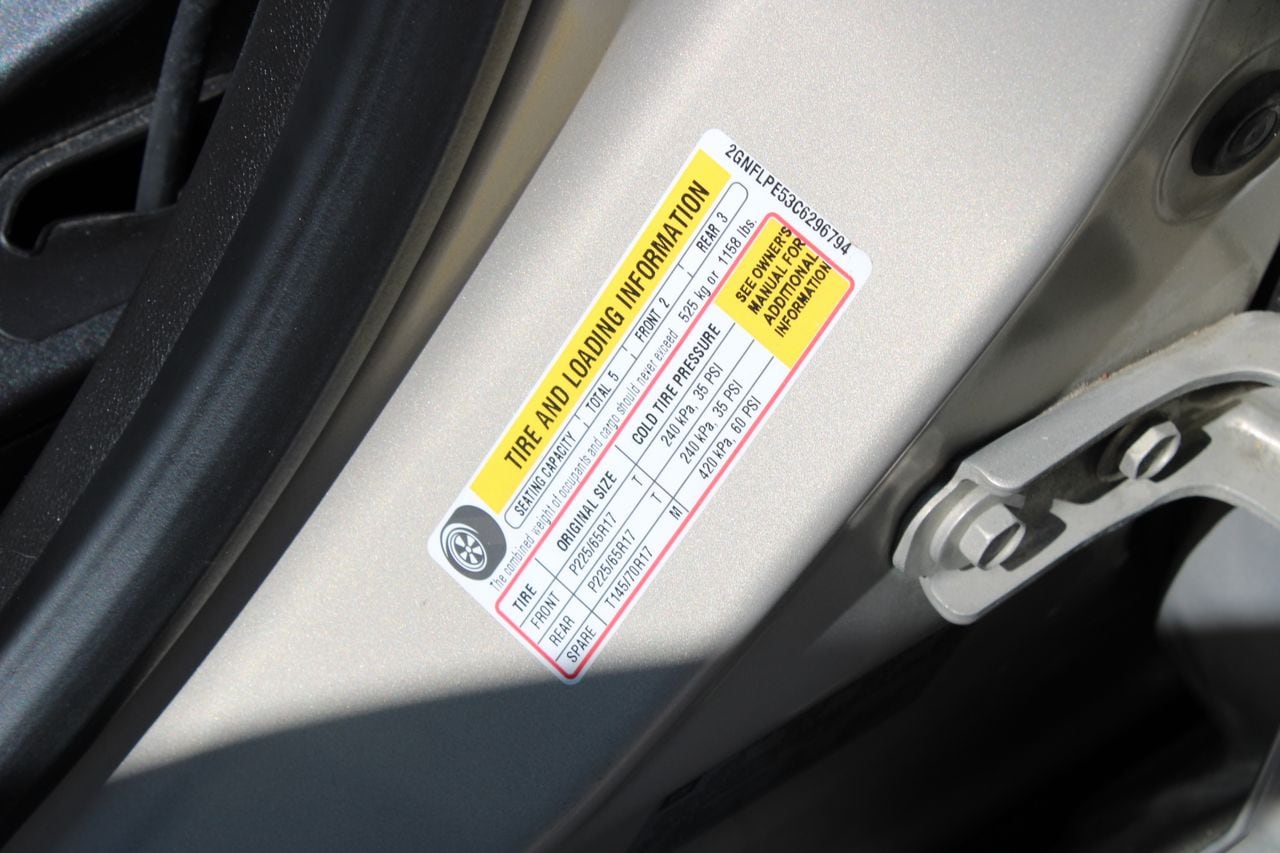 2GNFLPE53C6296794
TIRE AND LOADING INFORMATION
SEATING CAPACITY TOTAL 5 FRONT 2 REAR 3
The combined weight of occupants and cargo should never exceed 525 kg or 1158 lbs.
TIRE ORIGINAL SIZE COLD TIRE PRESSURE
FRONT P225/65R17 T 240 kPa, 35 PSI
REAR P225/65R17 T 240 kPa, 35 PSI
SPARE T145/70R17 M 420 kPa, 60 PSI
SEE OWNER'S
MANUAL FOR
ADDITIONAL
INFORMATION